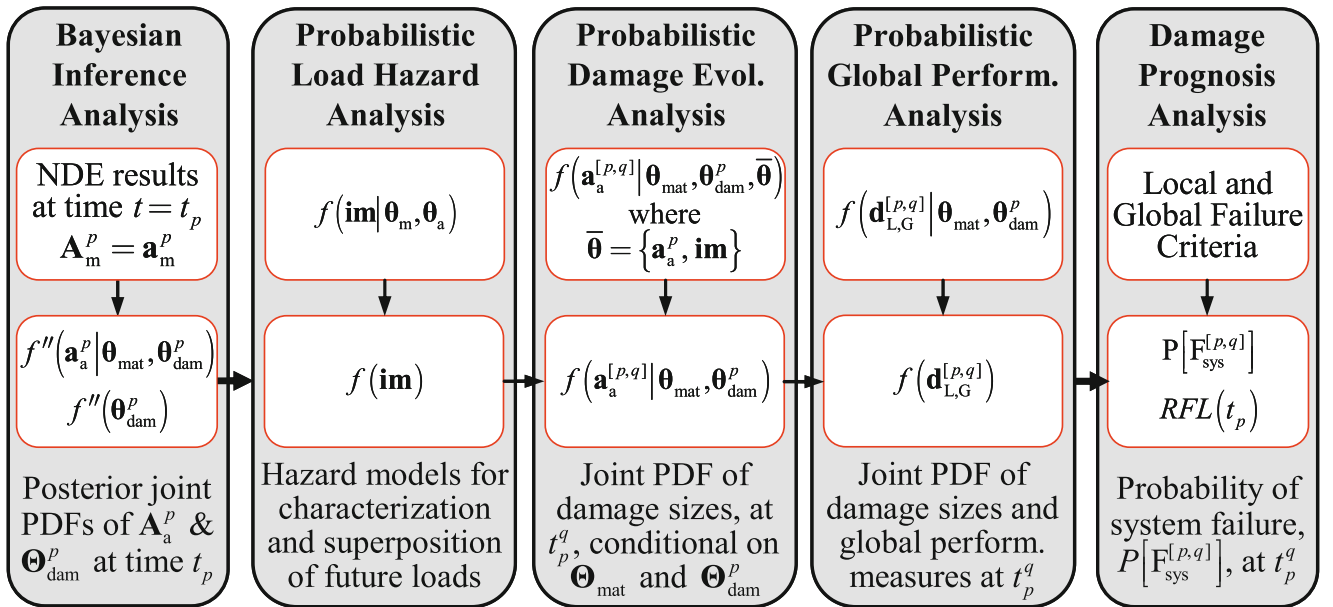 Bayesian
Inference
Analysis
NDE results
at time t = t_p
A_m^p = a_m^p
f''(a_a^p | θ_mat, θ_dam^p)
f''(θ_dam^p)
Posterior joint
PDFs of A_a^p &
Θ_dam^p at time t_p
Probabilistic
Load Hazard
Analysis
f(im | θ_m, θ_a)
f(im)
Hazard models for
characterization
and superposition
of future loads
Probabilistic
Damage Evol.
Analysis
f(a_a^[p,q] | θ_mat, θ_dam^p, θ̅)
where
θ̅ = {a_a^p, im}
f(a_a^[p,q] | θ_mat, θ_dam^p)
Joint PDF of
damage sizes, at
t_p^q, conditional on
Θ_mat and Θ_dam^p
Probabilistic
Global Perform.
Analysis
f(d_L,G^[p,q] | θ_mat, θ_dam^p)
f(d_L,G^[p,q])
Joint PDF of
damage sizes and
global perform.
measures at t_p^q
Damage
Prognosis
Analysis
Local and
Global Failure
Criteria
P[F_sys^[p,q]]
RFL(t_p)
Probability of
system failure,
P[F_sys^[p,q]], at t_p^q